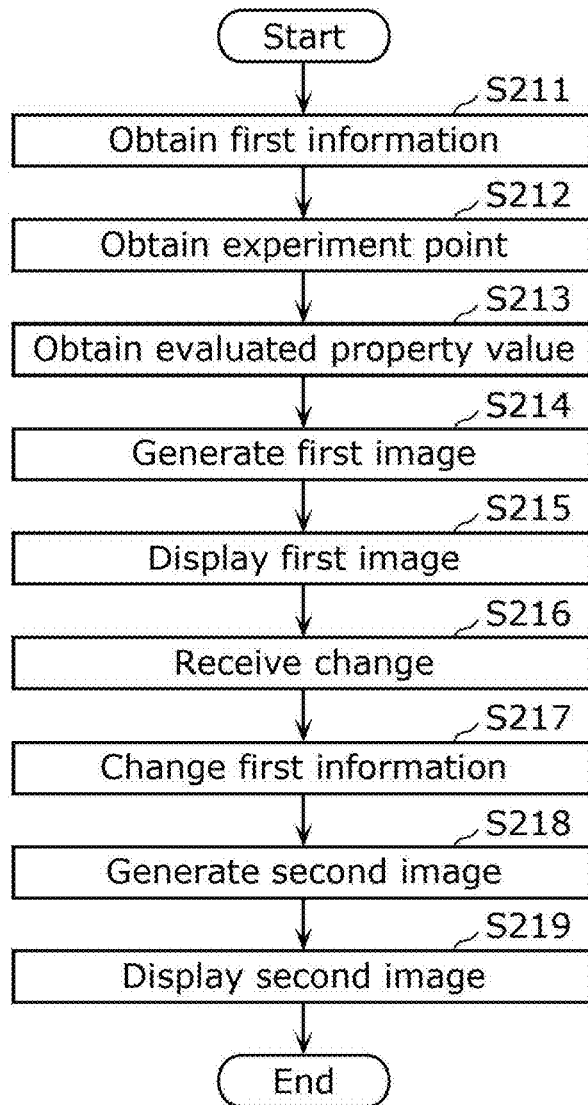 Start
S211
Obtain first information
S212
Obtain experiment point
S213
Obtain evaluated property value
S214
Generate first image
S215
Display first image
S216
Receive change
S217
Change first information
S218
Generate second image
S219
Display second image
End